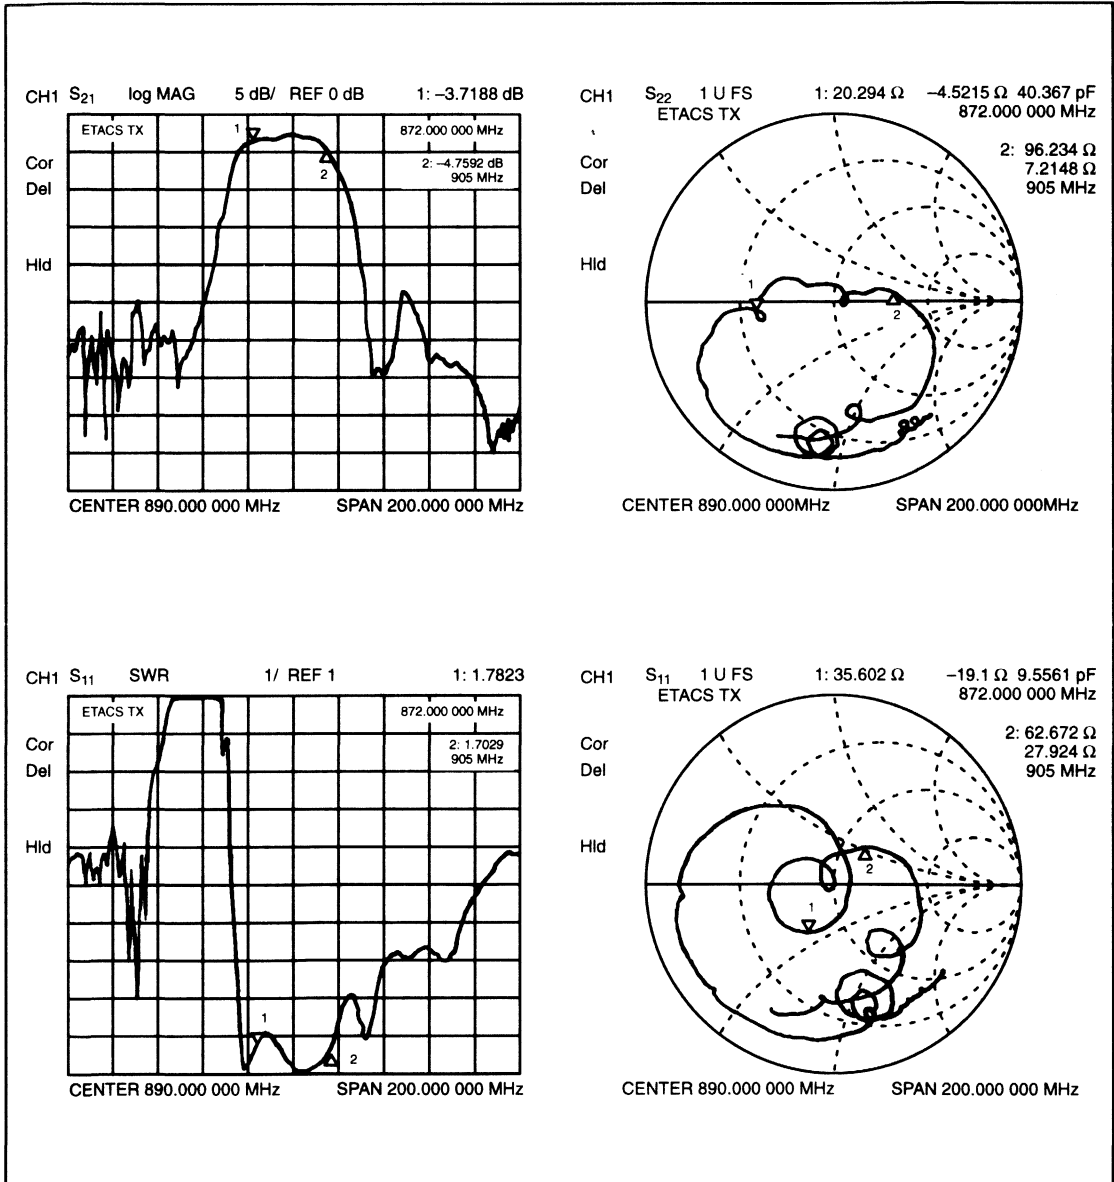 CH1 S21 log MAG 5 dB/ REF 0 dB 1: –3.7188 dB
ETACS TX 872.000 000 MHz
Cor 2: –4.7592 dB
Del 905 MHz
Hld
1
2
CENTER 890.000 000 MHz SPAN 200.000 000 MHz
CH1 S22 1 U FS 1: 20.294 Ω –4.5215 Ω 40.367 pF
ETACS TX 872.000 000 MHz
Cor 2: 96.234 Ω
Del 7.2148 Ω
905 MHz
Hld
1
2
CENTER 890.000 000MHz SPAN 200.000 000MHz
CH1 S11 SWR 1/ REF 1 1: 1.7823
ETACS TX 872.000 000 MHz
Cor 2: 1.7029
Del 905 MHz
Hld
1
2
CENTER 890.000 000 MHz SPAN 200.000 000 MHz
CH1 S11 1 U FS 1: 35.602 Ω –19.1 Ω 9.5561 pF
ETACS TX 872.000 000 MHz
Cor 2: 62.672 Ω
Del 27.924 Ω
905 MHz
Hld
2
1
CENTER 890.000 000 MHz SPAN 200.000 000 MHz